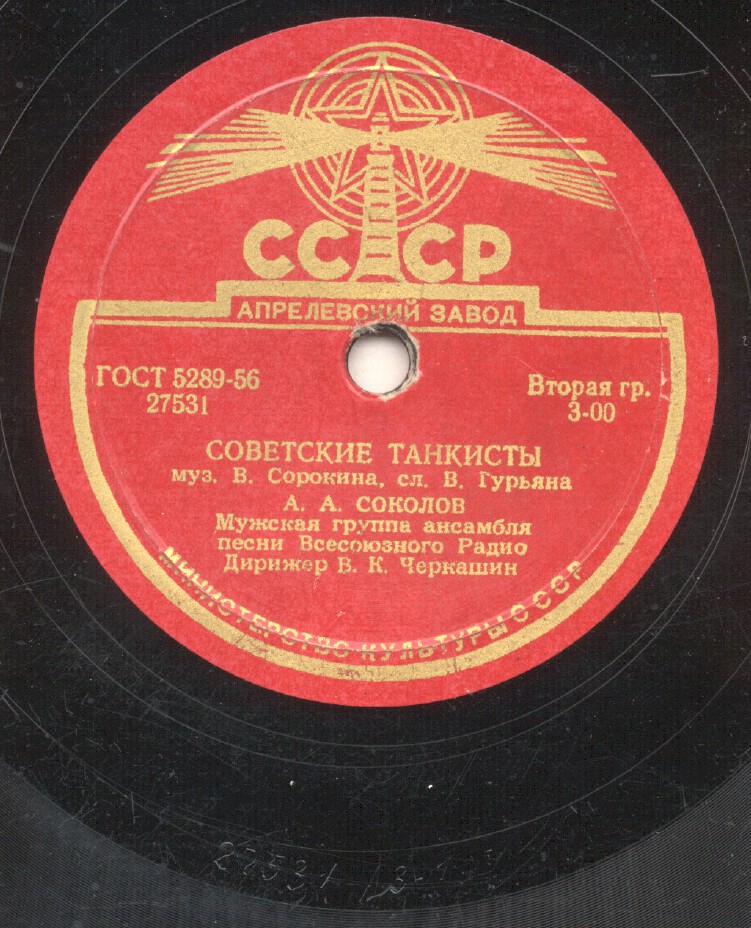 СССР
АПРЕЛЕВСКИЙ ЗАВОД
ГОСТ 5289-56
27531
Вторая гр.
3-00
СОВЕТСКИЕ ТАНКИСТЫ
муз. В. Сорокина, сл. В. Гурьяна
А. А. СОКОЛОВ
Мужская группа ансамбля
песни Всесоюзного Радио
Дирижер В. К. Черкашин
МИНИСТЕРСТВО КУЛЬТУРЫ СССР
27531